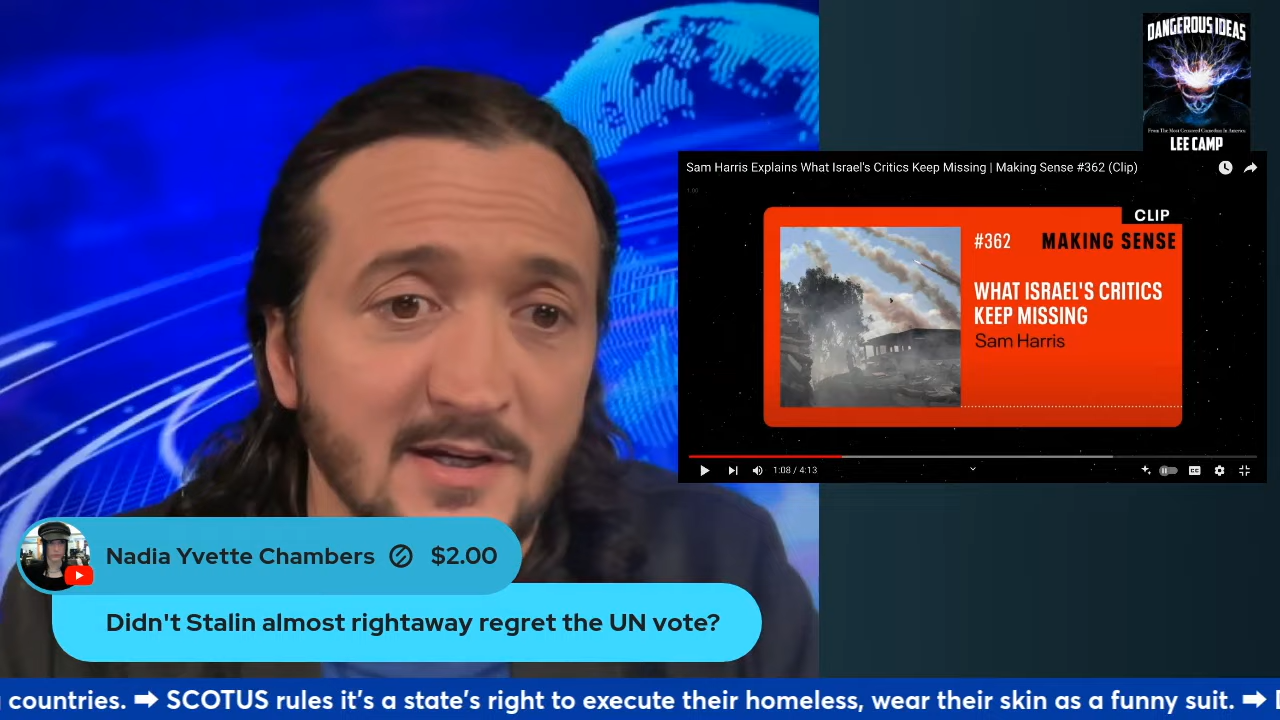 DANGEROUS IDEAS
From The Most Censored Comedian In America
LEE CAMP
Sam Harris Explains What Israel's Critics Keep Missing | Making Sense #362 (Clip)
CLIP
#362 MAKING SENSE
WHAT ISRAEL'S CRITICS
KEEP MISSING
Sam Harris
1:08 / 4:13
Nadia Yvette Chambers $2.00
Didn't Stalin almost rightaway regret the UN vote?
countries. ➡ SCOTUS rules it's a state's right to execute their homeless, wear their skin as a funny suit. ➡